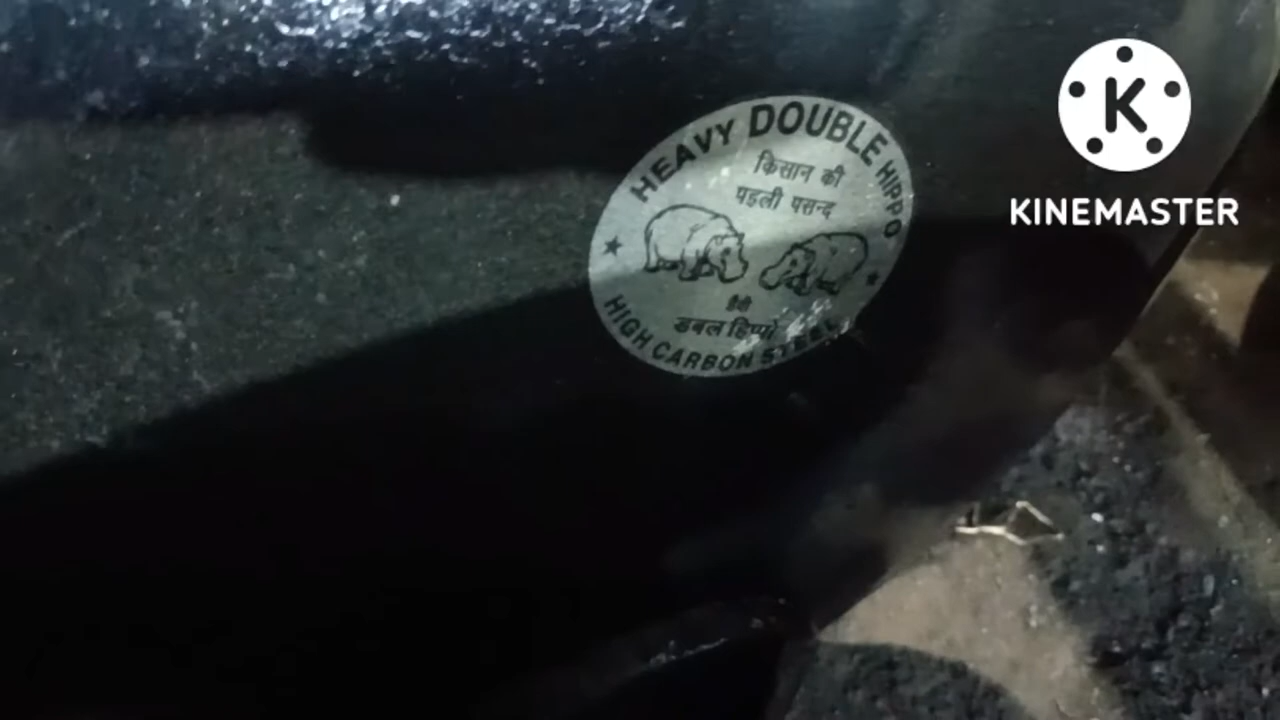 HEAVY DOUBLE HIPPO
किसान की
पहली पसन्द
हैवी
डबल हिप्पो
HIGH CARBON STEEL
K
KINEMASTER